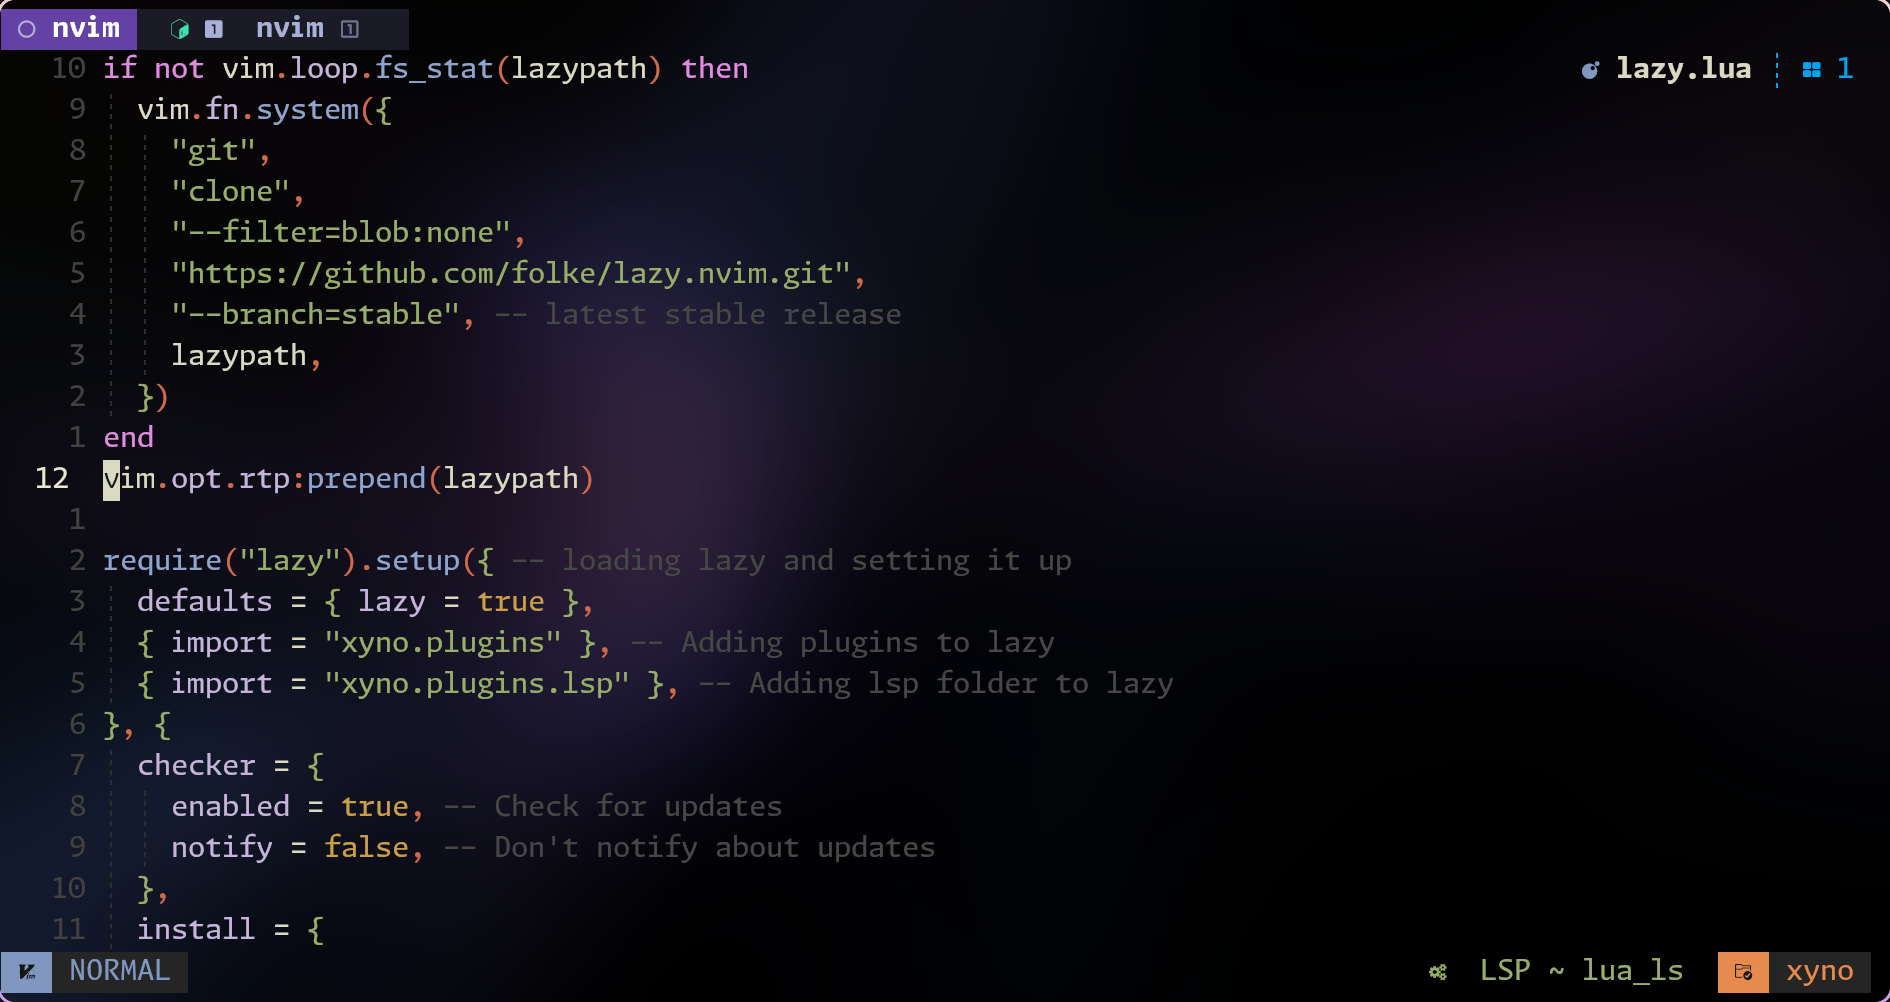 nvim 1 nvim 1
10 if not vim.loop.fs_stat(lazypath) then
lazy.lua 1
9 vim.fn.system({
8 "git",
7 "clone",
6 "--filter=blob:none",
5 "https://github.com/folke/lazy.nvim.git",
4 "--branch=stable", -- latest stable release
3 lazypath,
2 })
1 end
12 vim.opt.rtp:prepend(lazypath)
1
2 require("lazy").setup({ -- loading lazy and setting it up
3 defaults = { lazy = true },
4 { import = "xyno.plugins" }, -- Adding plugins to lazy
5 { import = "xyno.plugins.lsp" }, -- Adding lsp folder to lazy
6 }, {
7 checker = {
8 enabled = true, -- Check for updates
9 notify = false, -- Don't notify about updates
10 },
11 install = {
Vim NORMAL LSP ~ lua_ls xyno